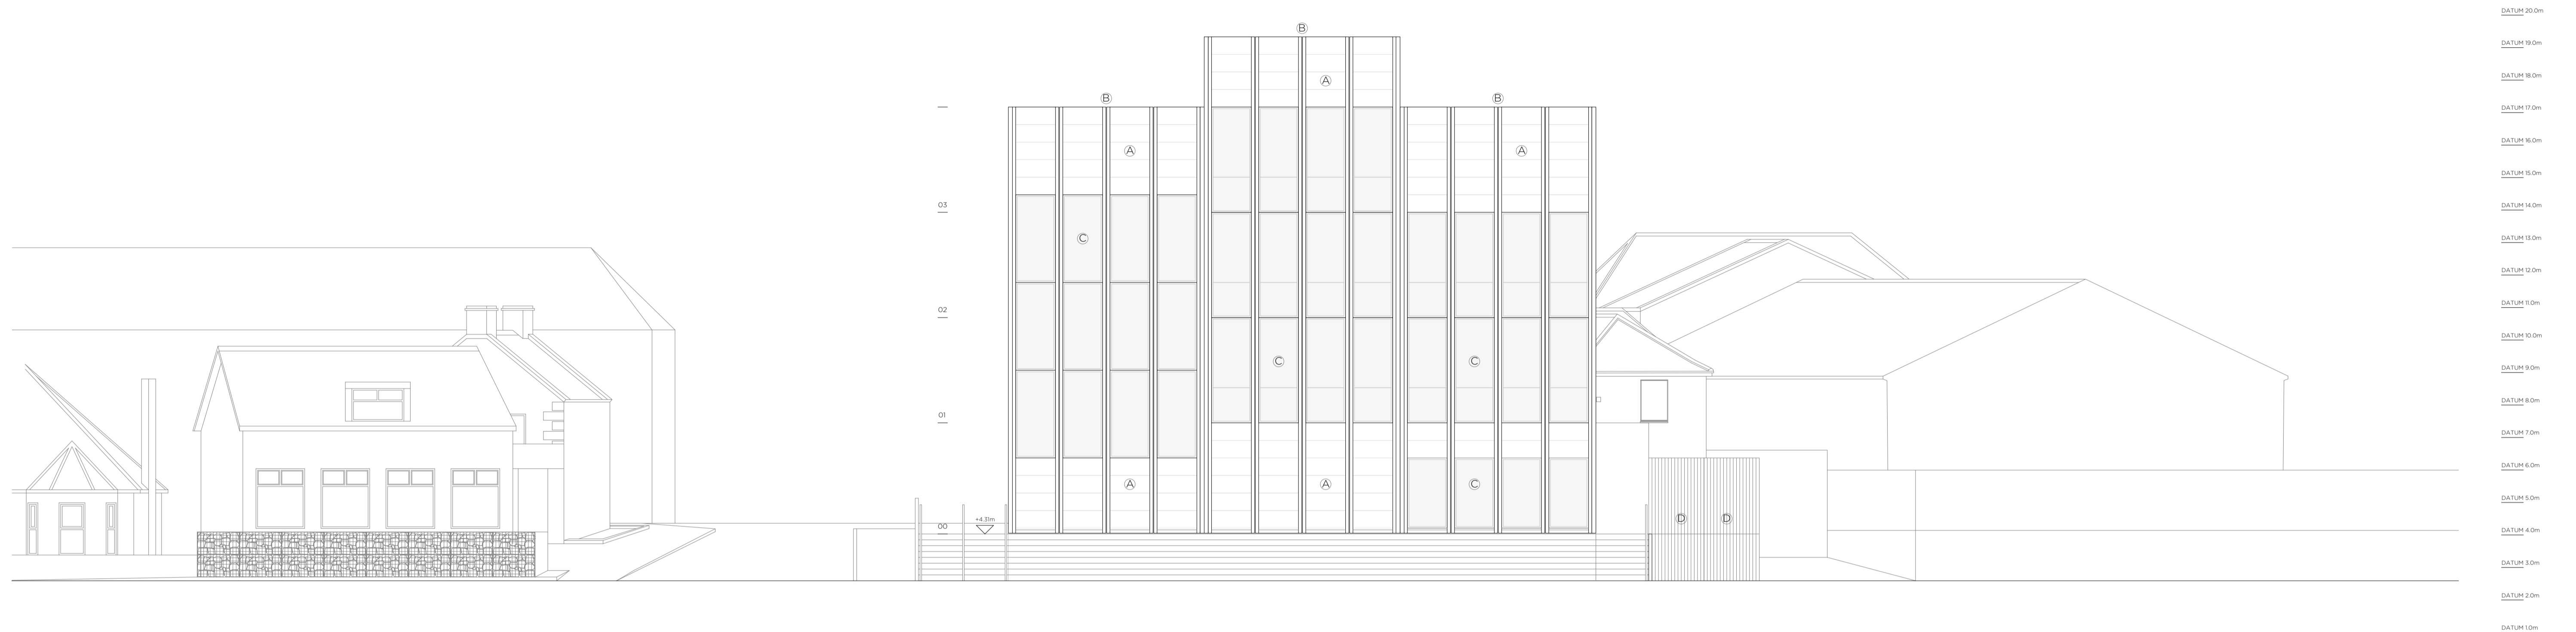 DATUM 20.0m
B
DATUM 19.0m
A
DATUM 18.0m
B
B
DATUM 17.0m
A
A
DATUM 16.0m
DATUM 15.0m
03
DATUM 14.0m
C
DATUM 13.0m
DATUM 12.0m
02
DATUM 11.0m
DATUM 10.0m
C
C
DATUM 9.0m
DATUM 8.0m
01
DATUM 7.0m
DATUM 6.0m
A
A
C
DATUM 5.0m
+4.31m
D
D
00
DATUM 4.0m
DATUM 3.0m
DATUM 2.0m
DATUM 1.0m